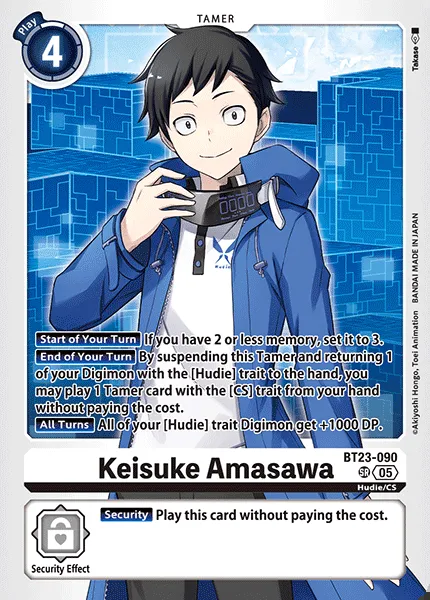 TAMER
Play
4
Takase
0000
Start of Your Turn If you have 2 or less memory, set it to 3.
End of Your Turn By suspending this Tamer and returning 1
of your Digimon with the [Hudie] trait to the hand, you
may play 1 Tamer card with the [CS] trait from your hand
without paying the cost.
All Turns All of your [Hudie] trait Digimon get +1000 DP.
©Akiyoshi Hongo, Toei Animation BANDAI MADE IN JAPAN
Keisuke Amasawa
BT23-090
SR 05
Hudie/CS
Security Play this card without paying the cost.
Security Effect